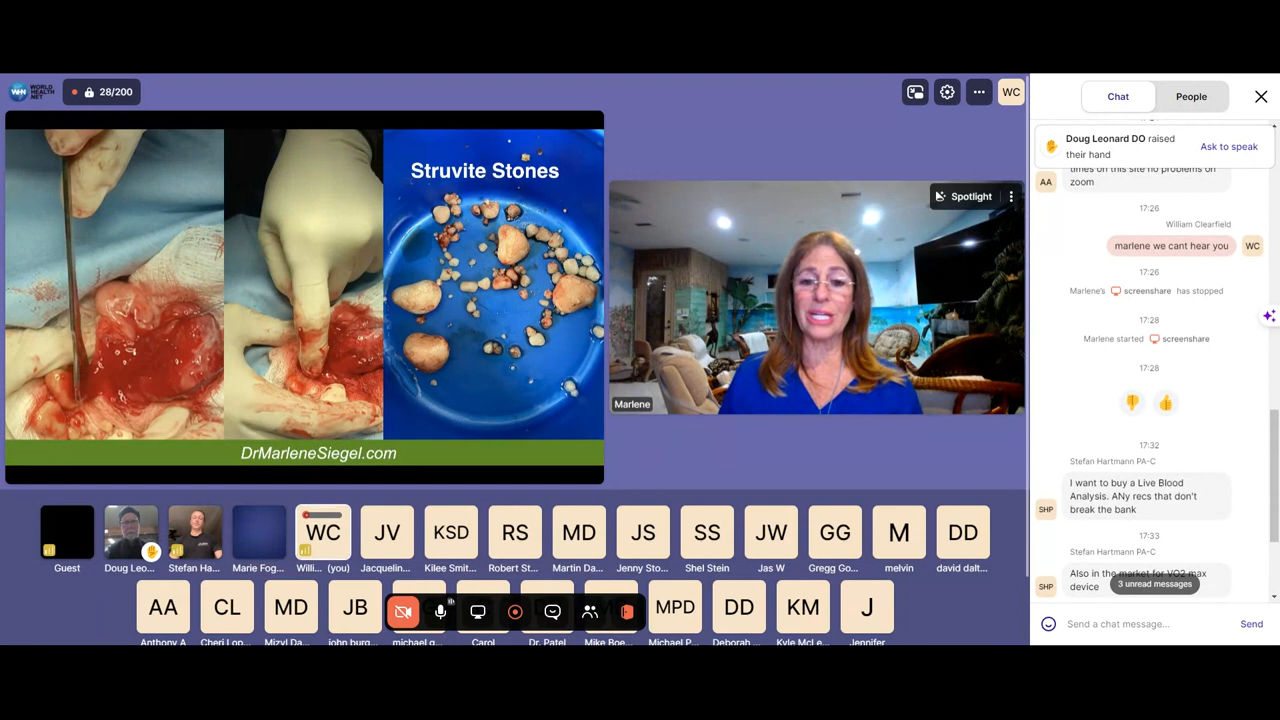 WORLD
HEALTH
NET
28/200
WC
Struvite Stones
DrMarleneSiegel.com
Spotlight
Marlene
Chat
People
Doug Leonard DO raised
their hand
Ask to speak
times on this site no problems on
zoom
AA
17:26
William Clearfield
marlene we cant hear you
WC
17:26
Marlene's screenshare has stopped
17:28
Marlene started screenshare
17:28
17:32
Stefan Hartmann PA-C
I want to buy a Live Blood
Analysis. ANy recs that don't
break the bank
SHP
17:33
Stefan Hartmann PA-C
Also in the market for VO2 max
device
SHP
3 unread messages
Send a chat message...
Send
WC JV KSD RS MD JS SS JW GG M DD
Guest Doug Leo... Stefan Ha... Marie Fog... Willi... (you) Jacquelin... Kilee Smit... Robert St... Martin Da... Jenny Sto... Shel Stein Jas W Gregg Go... melvin david dalt...
AA CL MD JB MPD DD KM J
Anthony A Cheri Lop... Mizyl Da... john burg... michael g... Carol Dr. Patel Mike Boe... Michael P... Deborah ... Kyle McLe... Jennifer